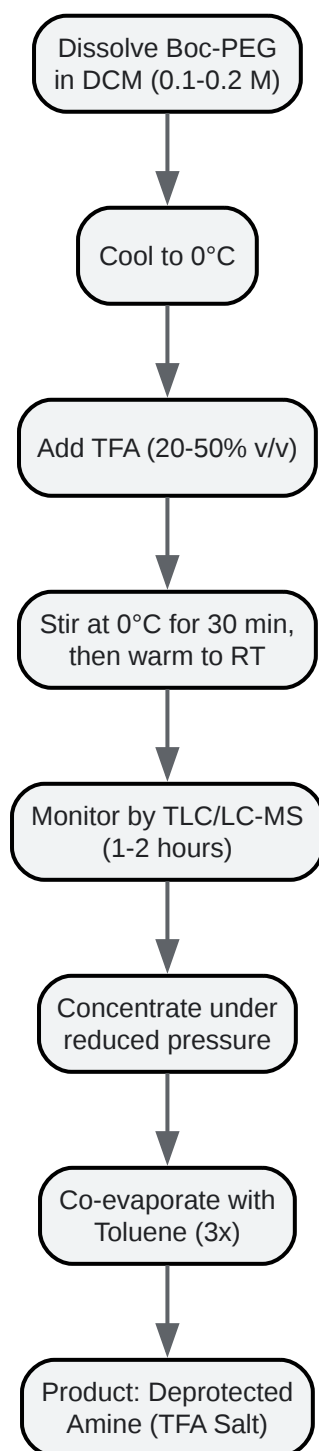 Dissolve Boc-PEG
in DCM (0.1-0.2 M)
Cool to 0°C
Add TFA (20-50% v/v)
Stir at 0°C for 30 min,
then warm to RT
Monitor by TLC/LC-MS
(1-2 hours)
Concentrate under
reduced pressure
Co-evaporate with
Toluene (3x)
Product: Deprotected
Amine (TFA Salt)